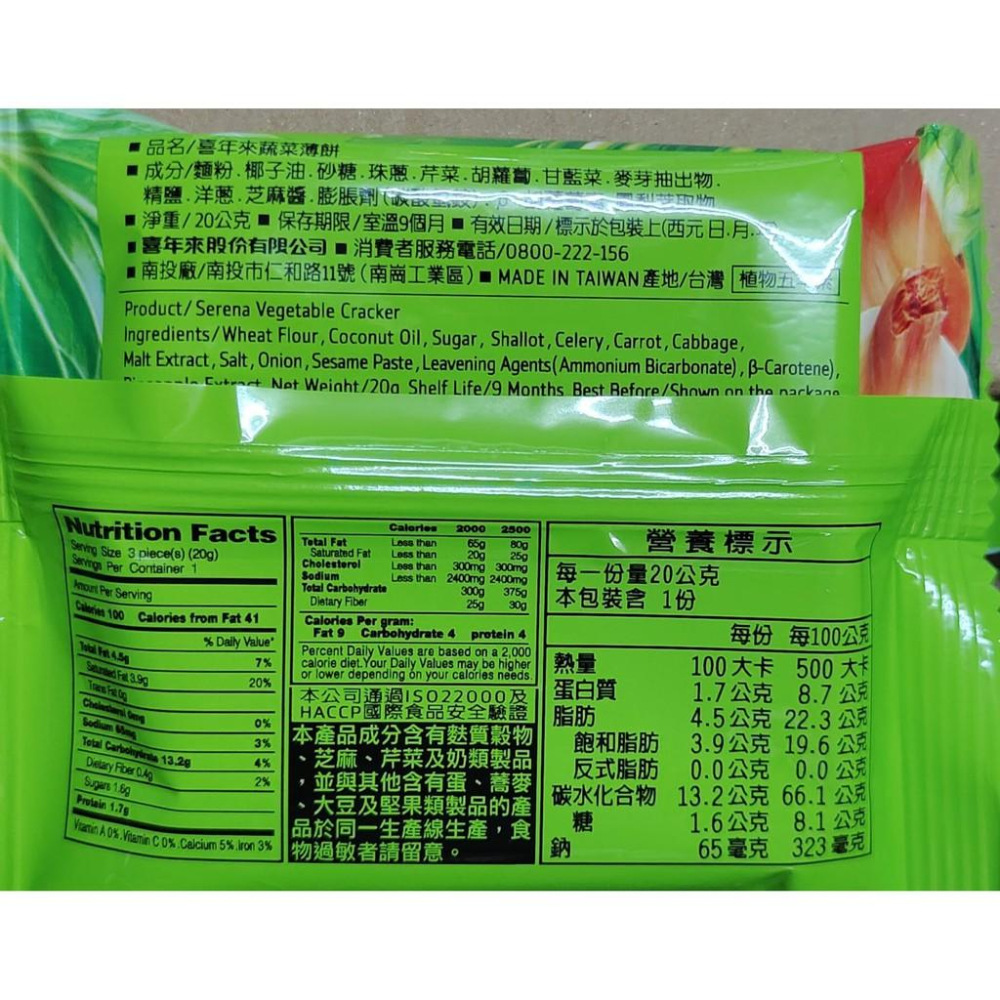 ■ 品名/喜年來蔬菜薄餅
■ 成分/麵粉.椰子油.砂糖.珠蔥.芹菜.胡蘿蔔.甘藍菜.麥芽抽出物.
精鹽.洋蔥.芝麻醬.膨脹劑
■ 淨重/20公克 ■ 保存期限/室溫9個月 ■ 有效日期/標示於包裝上(西元 日.月.
■ 喜年來股份有限公司 ■ 消費者服務電話/0800-222-156
■ 南投廠/南投市仁和路11號(南崗工業區) ■ MADE IN TAIWAN 產地/台灣 植物五
Product/Serena Vegetable Cracker
Ingredients/Wheat Flour, Coconut Oil, Sugar, Shallot, Celery, Carrot, Cabbage,
Malt Extract, Salt, Onion, Sesame Paste, Leavening Agents(Ammonium Bicarbonate), β-Carotene),
Extract Net Weight/20g Shelf Life/9 Months Best Before/Shown on the package
Nutrition Facts
Serving Size 3 piece(s) (20g)
Servings Per Container 1
Amount Per Serving
Calories 100 Calories from Fat 41
% Daily Value*
Total Fat 4.5g 7%
Saturated Fat 3.9g 20%
Trans Fat 0g
Cholesterol 0mg 0%
Sodium 65mg 3%
Total Carbohydrate 13.2g 4%
Dietary Fiber 0.4g 2%
Sugars 1.6g
Protein 1.7g
Vitamin A 0%.Vitamin C 0%.Calcium 5%.Iron 3%
Calories 2000 2500
Total Fat Less than 65g 80g
Saturated Fat Less than 20g 25g
Cholesterol Less than 300mg 300mg
Sodium Less than 2400mg 2400mg
Total Carbohydrate 300g 375g
Dietary Fiber 25g 30g
Calories Per gram:
Fat 9 Carbohydrate 4 protein 4
Percent Daily Values are based on a 2,000
calorie diet.Your Daily Values may be higher
or lower depending on your calories needs.
本公司通過ISO22000及
HACCP國際食品安全驗證
本產品成分含有麩質穀物
、芝麻、芹菜及奶類製品
,並與其他含有蛋、蕎麥
、大豆及堅果類製品的產
品於同一生產線生產,食
物過敏者請留意。
營養標示
每一份量20公克
本包裝含 1份
每份 每100公克
熱量 100 大卡 500 大卡
蛋白質 1.7 公克 8.7 公克
脂肪 4.5 公克 22.3 公克
飽和脂肪 3.9 公克 19.6 公克
反式脂肪 0.0 公克 0.0 公克
碳水化合物 13.2 公克 66.1 公克
糖 1.6 公克 8.1 公克
鈉 65 毫克 323 毫克